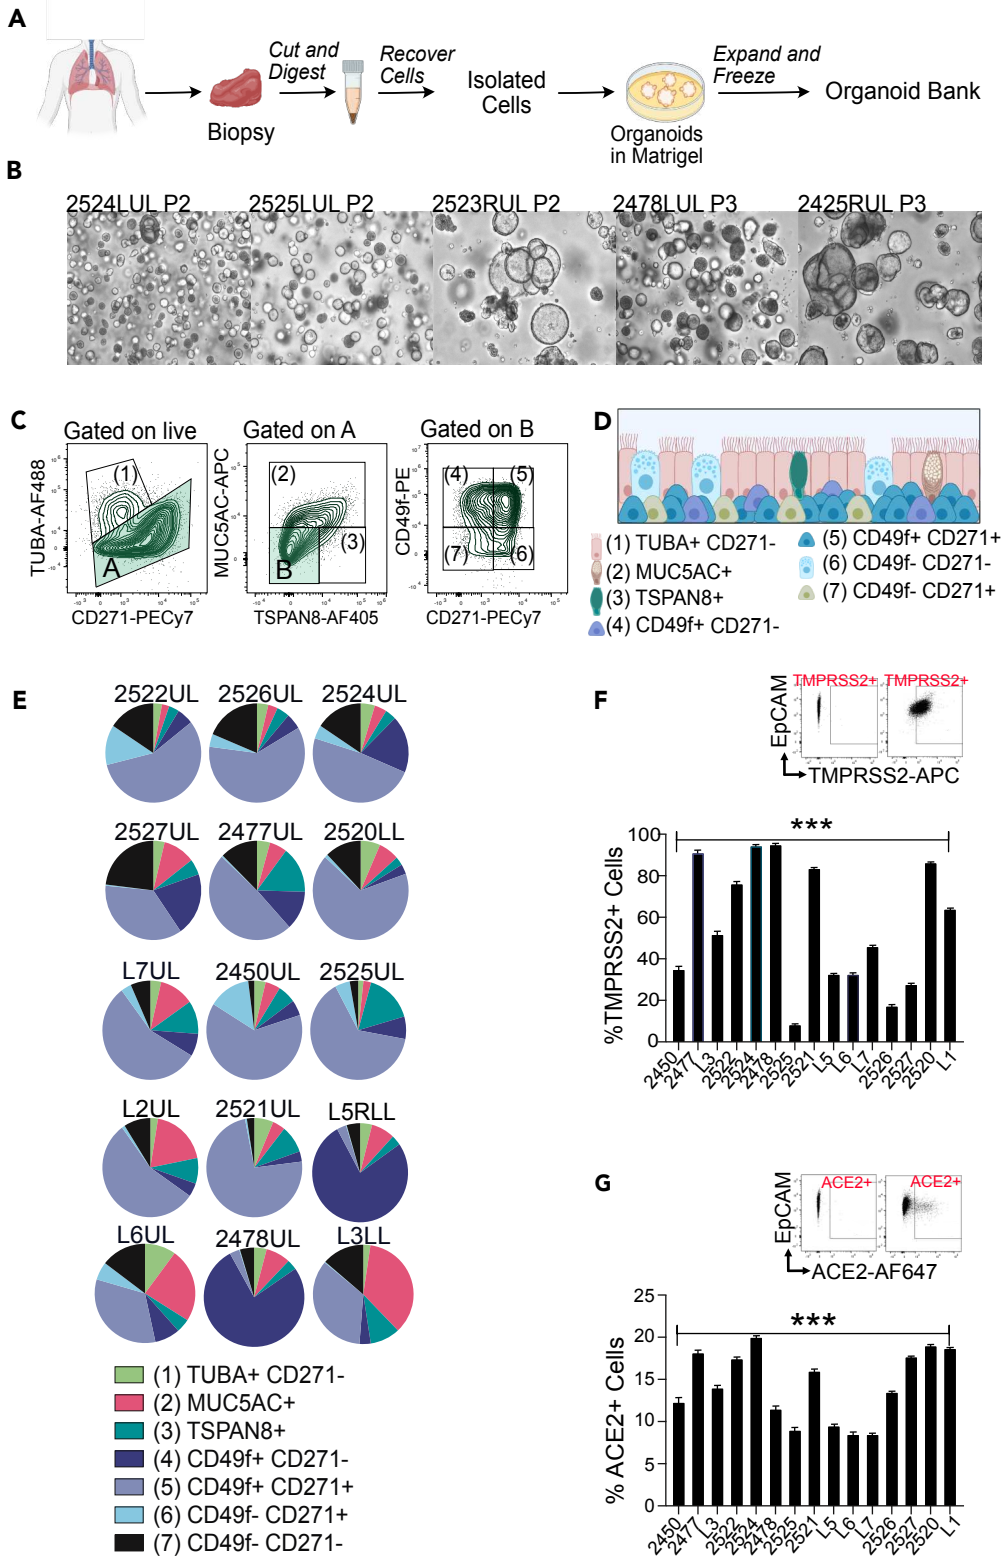 A
Cut and
Digest
Recover
Cells
Expand and
Freeze
Biopsy
Isolated
Cells
Organoids
in Matrigel
Organoid Bank
B
2524LUL P2
2525LUL P2
2523RUL P2
2478LUL P3
2425RUL P3
C
Gated on live
Gated on A
Gated on B
TUBA-AF488
(1)
A
CD271-PECy7
MUC5AC-APC
(2)
(3)
B
TSPAN8-AF405
CD49f-PE
(4)
(5)
(7)
(6)
CD271-PECy7
D
(1) TUBA+ CD271-
(2) MUC5AC+
(3) TSPAN8+
(4) CD49f+ CD271-
(5) CD49f+ CD271+
(6) CD49f- CD271-
(7) CD49f- CD271+
E
2522UL
2526UL
2524UL
2527UL
2477UL
2520LL
L7UL
2450UL
2525UL
L2UL
2521UL
L5RLL
L6UL
2478UL
L3LL
(1) TUBA+ CD271-
(2) MUC5AC+
(3) TSPAN8+
(4) CD49f+ CD271-
(5) CD49f+ CD271+
(6) CD49f- CD271+
(7) CD49f- CD271-
F
TMPRSS2+
TMPRSS2+
EpCAM
TMPRSS2-APC
***
%TMPRSS2+ Cells
100
80
60
40
20
0
2450
2477
L3
2522
2524
2478
2525
2521
L5
L6
L7
2526
2527
2520
L1
G
ACE2+
ACE2+
EpCAM
ACE2-AF647
***
% ACE2+ Cells
25
20
15
10
5
0
2450
2477
L3
2522
2524
2478
2525
2521
L5
L6
L7
2526
2527
2520
L1